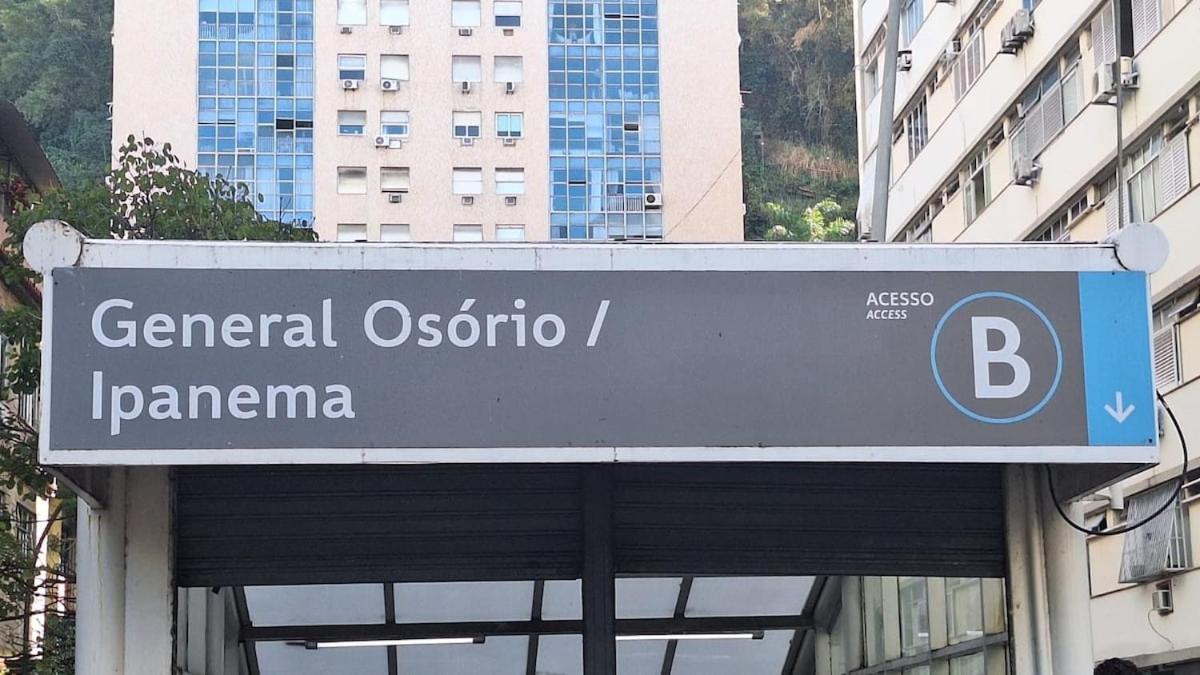 General Osório /
Ipanema
ACESSO
ACCESS
B